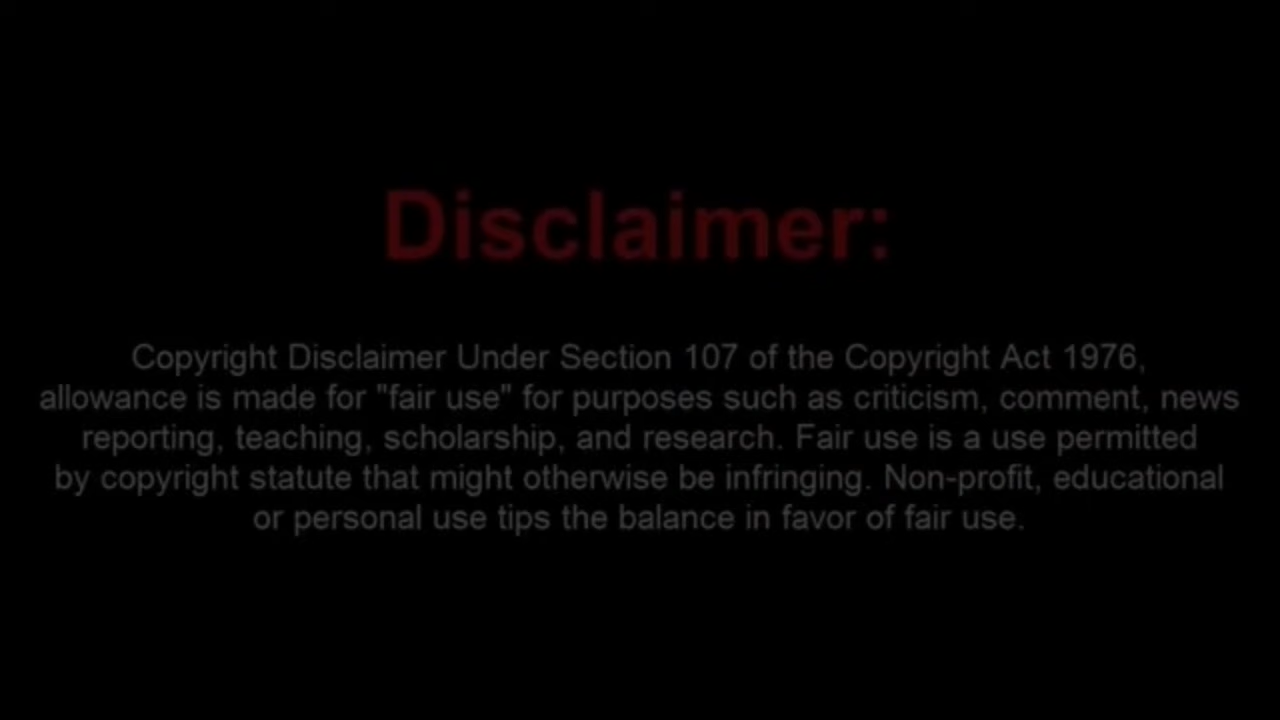 Disclaimer:
Copyright Disclaimer Under Section 107 of the Copyright Act 1976,
allowance is made for "fair use" for purposes such as criticism, comment, news
reporting, teaching, scholarship, and research. Fair use is a use permitted
by copyright statute that might otherwise be infringing. Non-profit, educational
or personal use tips the balance in favor of fair use.